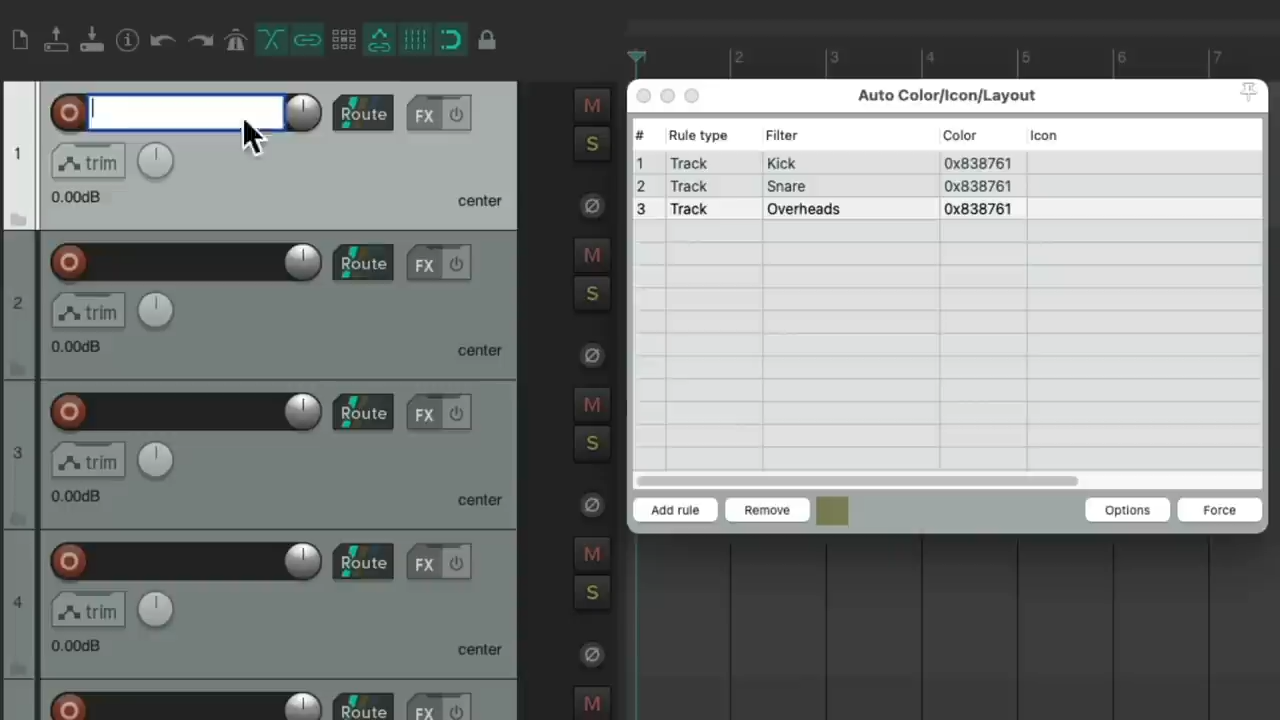 1 2 3 4 5 6 7
Auto Color/Icon/Layout
# Rule type Filter Color Icon
1 Track Kick 0x838761
2 Track Snare 0x838761
3 Track Overheads 0x838761
Add rule Remove Options Force
1 Route FX M
trim S
0.00dB center Ø
2 Route FX M
trim S
0.00dB center Ø
3 Route FX M
trim S
0.00dB center Ø
4 Route FX M
trim S
0.00dB center Ø
Route FX M